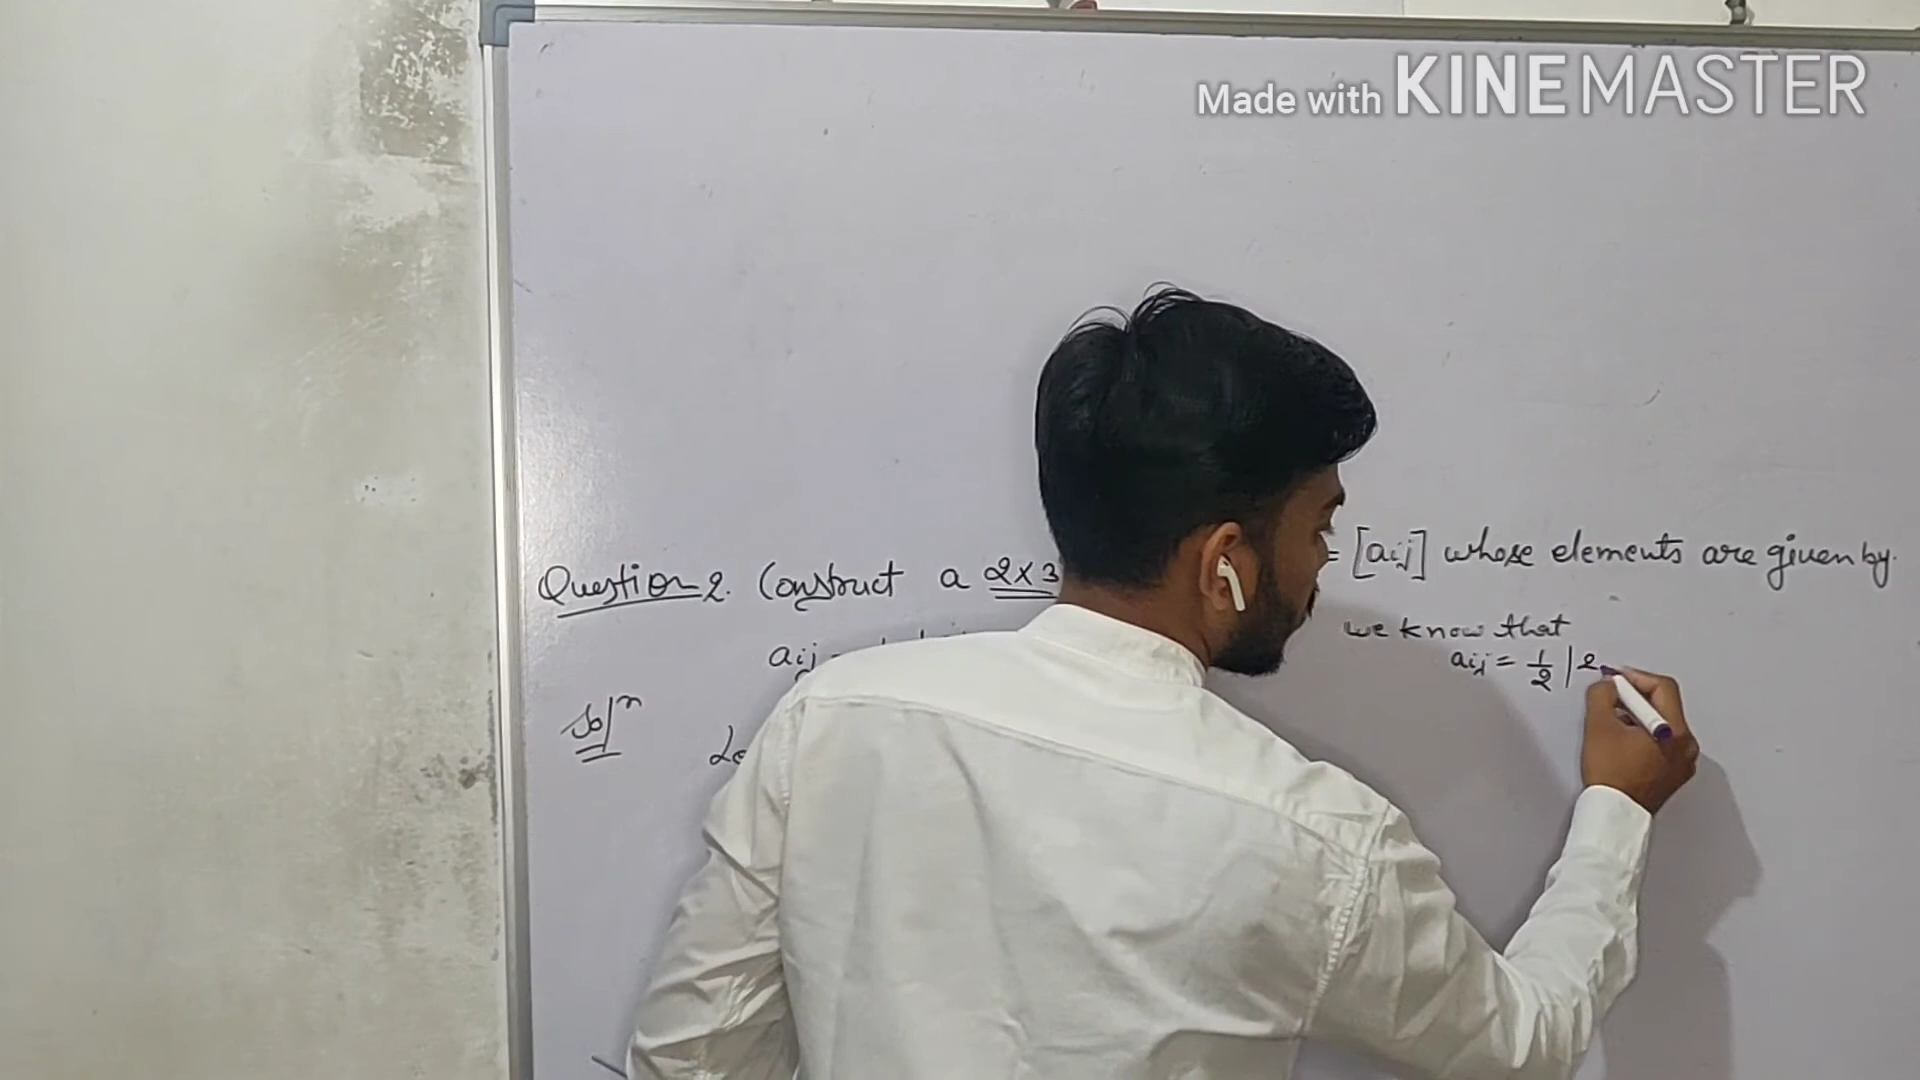 Made with KINEMASTER
Question 2. Construct a 2x3 = [aij] whose elements are given by.
aij
we know that
aij = 1/2 |2
Sol^n